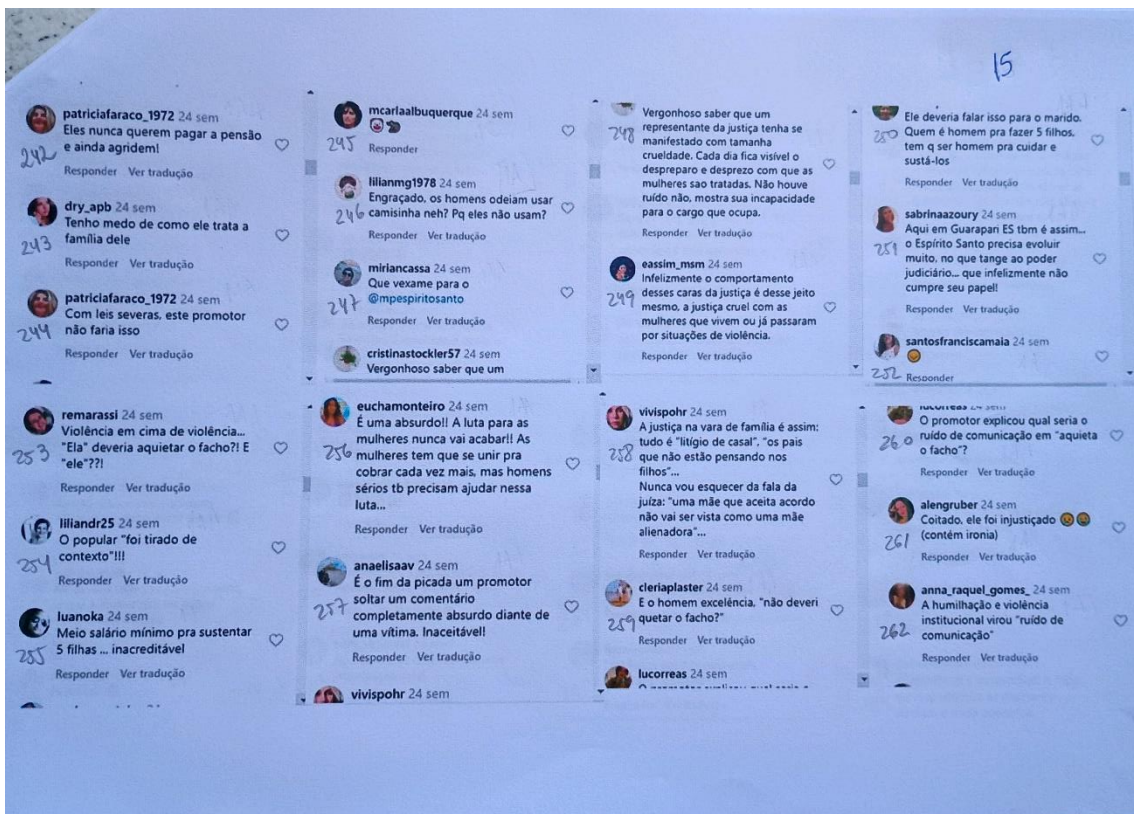 15
patriciafaraco_1972 24 sem
Eles nunca querem pagar a pensão
e ainda agridem!
242
Responder Ver tradução
dry_apb 24 sem
Tenho medo de como ele trata a
família dele
243
Responder Ver tradução
patriciafaraco_1972 24 sem
Com leis severas, este promotor
não faria isso
244
Responder Ver tradução
mcarlaalbuquerque 24 sem
🤡
245
Responder
lilianmg1978 24 sem
Engraçado, os homens odeiam usar
camisinha neh? Pq eles não usam?
246
Responder Ver tradução
miriancassa 24 sem
Que vexame para o
@mpespiritosanto
247
Responder Ver tradução
cristinastockler57 24 sem
Vergonhoso saber que um
Vergonhoso saber que um
representante da justiça tenha se
248
manifestado com tamanha
crueldade. Cada dia fica visível o
despreparo e desprezo com que as
mulheres sao tratadas. Não houve
ruído não, mostra sua incapacidade
para o cargo que ocupa.
Responder Ver tradução
eassim_msm 24 sem
Infelizmente o comportamento
desses caras da justiça é desse jeito
249
mesmo, a justiça cruel com as
mulheres que vivem ou já passaram
por situações de violência.
Responder Ver tradução
Ele deveria falar isso para o marido.
250
Quem é homem pra fazer 5 filhos,
tem q ser homem pra cuidar e
sustá-los
Responder Ver tradução
sabrinaazoury 24 sem
Aqui em Guarapari ES tbm é assim...
251
o Espírito Santo precisa evoluir
muito, no que tange ao poder
judiciário... que infelizmente não
cumpre seu papel!
Responder Ver tradução
santosfranciscamaia 24 sem
252
Responder
remarassi 24 sem
Violência em cima de violência...
253
"Ela" deveria aquietar o facho?! E
"ele"??!
Responder Ver tradução
liliandr25 24 sem
O popular "foi tirado de
254
contexto"!!!
Responder Ver tradução
luanoka 24 sem
Meio salário mínimo pra sustentar
255
5 filhas ... inacreditável
Responder Ver tradução
euchamonteiro 24 sem
É uma absurdo!! A luta para as
mulheres nunca vai acabar!! As
256
mulheres tem que se unir pra
cobrar cada vez mais, mas homens
sérios tb precisam ajudar nessa
luta...
Responder Ver tradução
anaelisaav 24 sem
É o fim da picada um promotor
soltar um comentário
257
completamente absurdo diante de
uma vítima. Inaceitável!
Responder Ver tradução
vivispohr 24 sem
vivispohr 24 sem
A justiça na vara de família é assim:
tudo é "litígio de casal", "os pais
258
que não estão pensando nos
filhos"...
Nunca vou esquecer da fala da
juíza: "uma mãe que aceita acordo
não vai ser vista como uma mãe
alienadora"...
Responder Ver tradução
cleriaplaster 24 sem
E o homem excelência, "não deveri
259
quetar o facho?"
Responder Ver tradução
lucorreas 24 sem
lucorreas 24 sem
O promotor explicou qual seria o
260
ruído de comunicação em "aquieta
o facho"?
Responder Ver tradução
alengruber 24 sem
Coitado, ele foi injustiçado
261
(contém ironia)
Responder Ver tradução
anna_raquel_gomes_ 24 sem
A humilhação e violência
262
institucional virou "ruído de
comunicação"
Responder Ver tradução